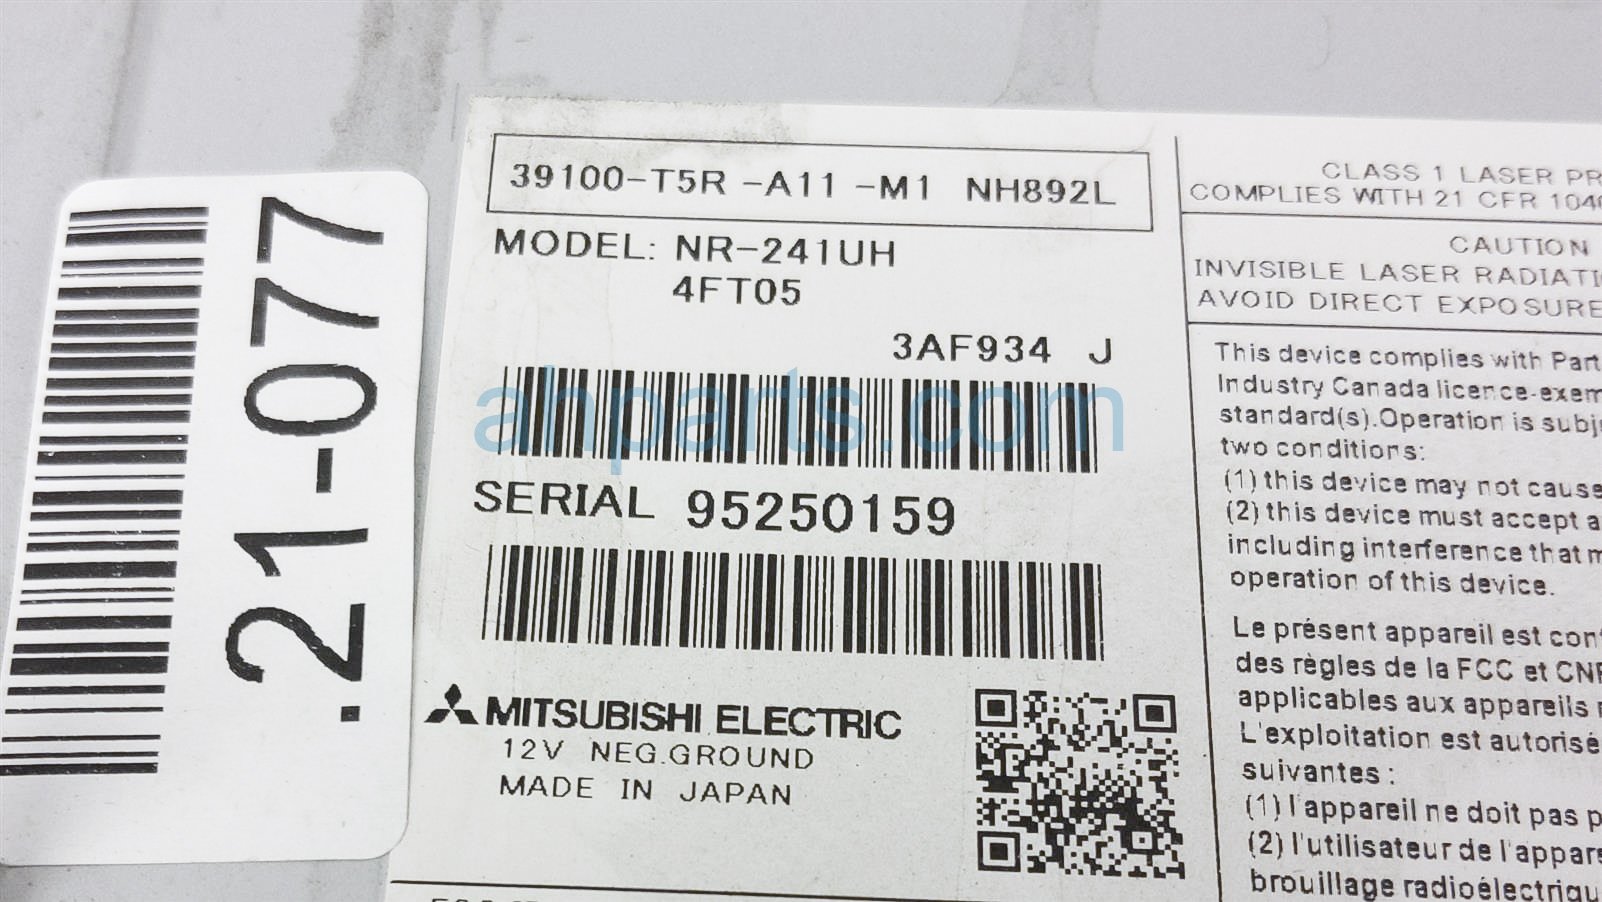 .21-077
39100-T5R -A11 -M1 NH892L
MODEL: NR-241UH
4FT05
3AF934 J
ahparts.com
SERIAL 95250159
MITSUBISHI ELECTRIC
12V NEG.GROUND
MADE IN JAPAN
CLASS 1 LASER PR
COMPLIES WITH 21 CFR 104
CAUTION
INVISIBLE LASER RADIATI
AVOID DIRECT EXPOSURE
This device complies with Part
Industry Canada licence-exem
standard(s).Operation is subj
two conditions:
(1) this device may not cause
(2) this device must accept a
including interference that m
operation of this device.
Le présent appareil est con
des règles de la FCC et CN
applicables aux appareils
L'exploitation est autorisé
suivantes :
(1) l'appareil ne doit pas p
(2) l'utilisateur de l'appare
brouillage radioélectriqu